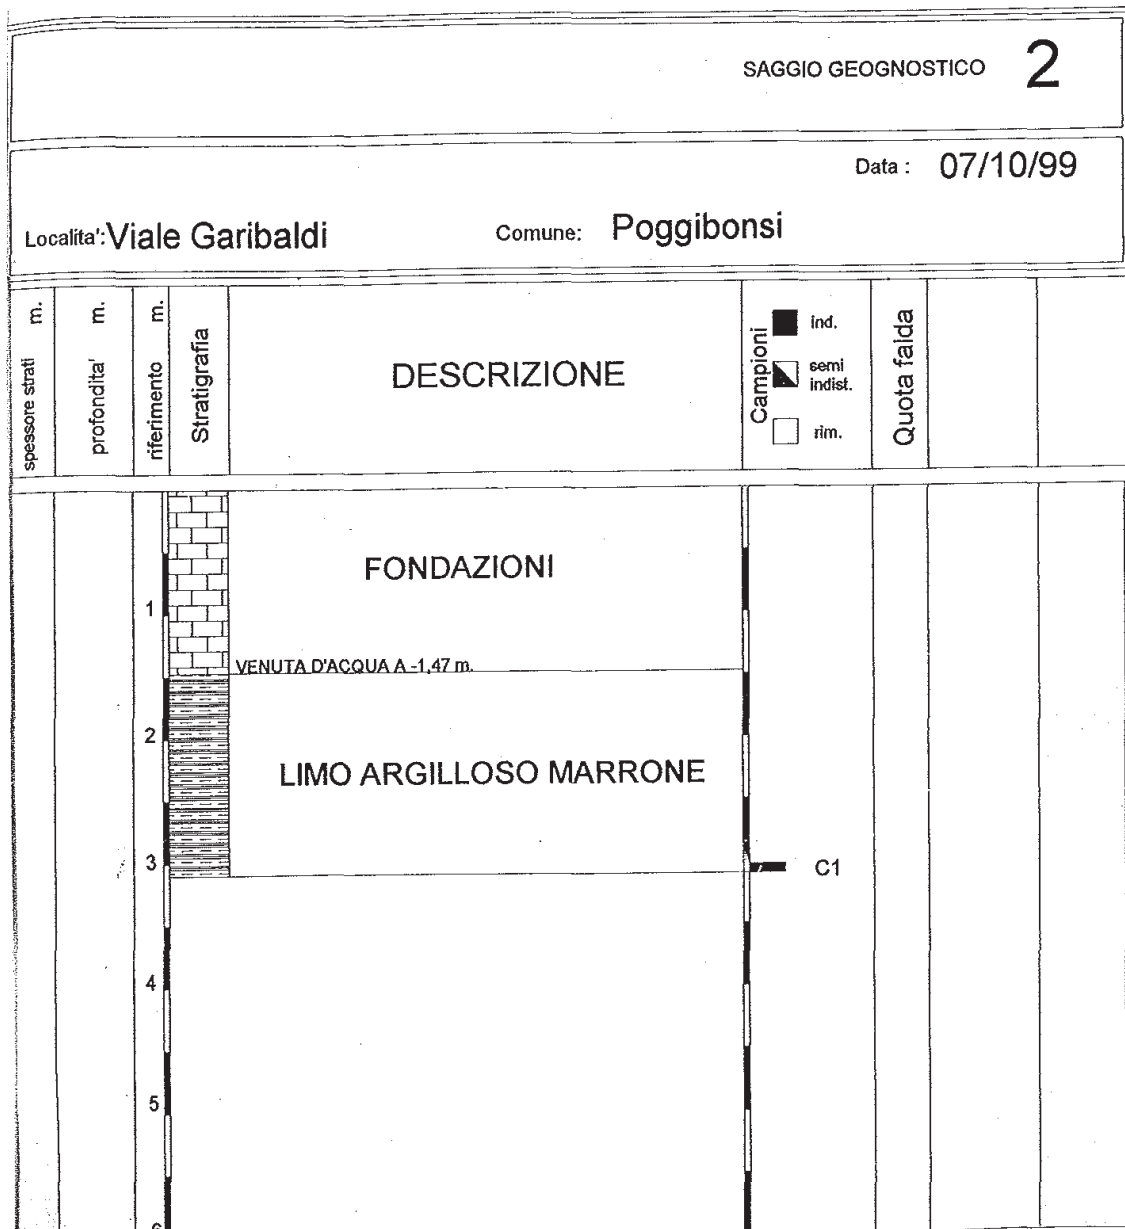 SAGGIO GEOGNOSTICO 2
Data : 07/10/99
Localita': Viale Garibaldi Comune: Poggibonsi
spessore strati m.
profondita' m.
riferimento m.
Stratigrafia
DESCRIZIONE
Campioni
ind.
semi
indist.
rim.
Quota falda
FONDAZIONI
1
VENUTA D'ACQUA A -1,47 m.
2
LIMO ARGILLOSO MARRONE
3
C1
4
5
6